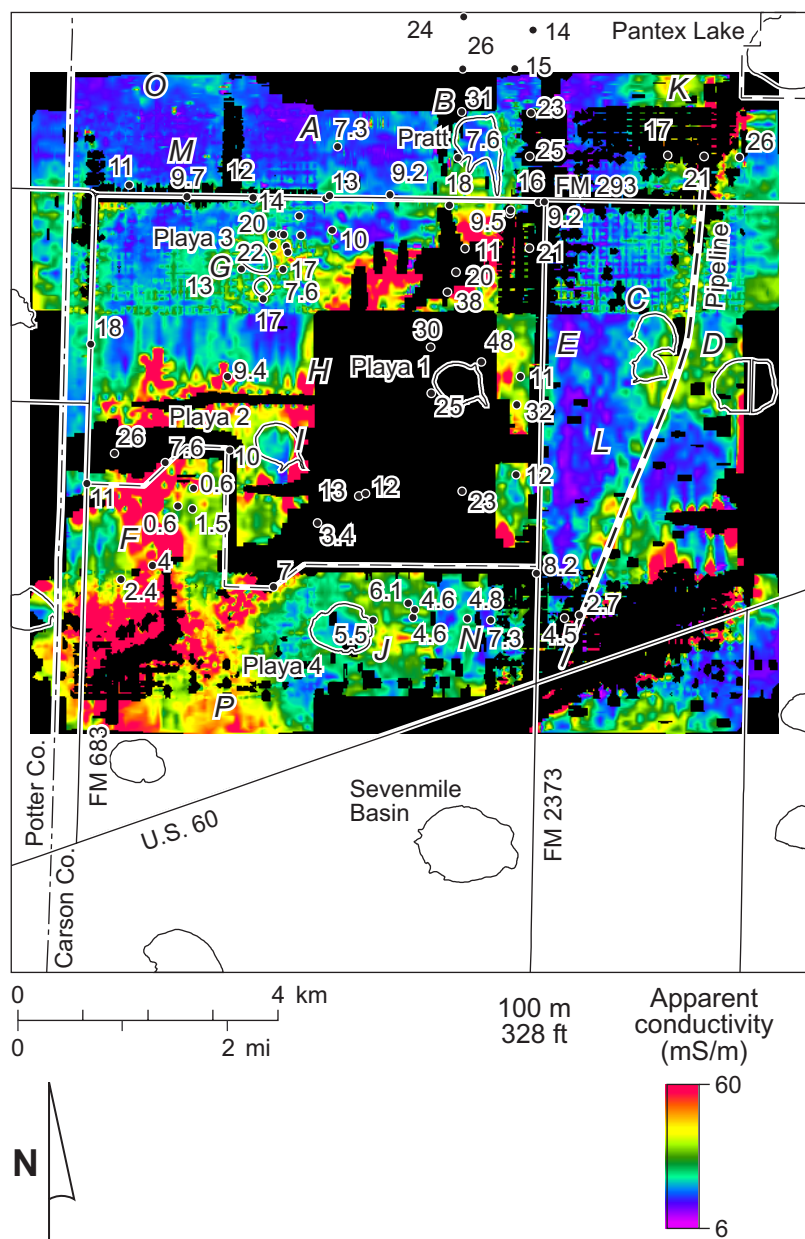 24
14
Pantex Lake
26
15
O
K
B
31
23
A
7.3
Pratt
7.6
17
26
M
25
21
11
12
9.7
13
9.2
18
16
FM 293
14
9.5
9.2
20
10
11
21
Playa 3
22
G
17
20
Pipeline
13
7.6
38
C
17
18
30
48
E
D
9.4
H
Playa 1
11
25
32
Playa 2
26
7.6
10
I
L
11
0.6
13
12
23
12
0.6
1.5
3.4
F
4
7
8.2
2.4
6.1
4.6
4.8
2.7
5.5
4.6
N
7.3
4.5
J
Playa 4
P
Potter Co.
Carson Co.
FM 683
U.S. 60
Sevenmile
Basin
FM 2373
0 4 km
0 2 mi
100 m
328 ft
Apparent
conductivity
(mS/m)
60
6
N